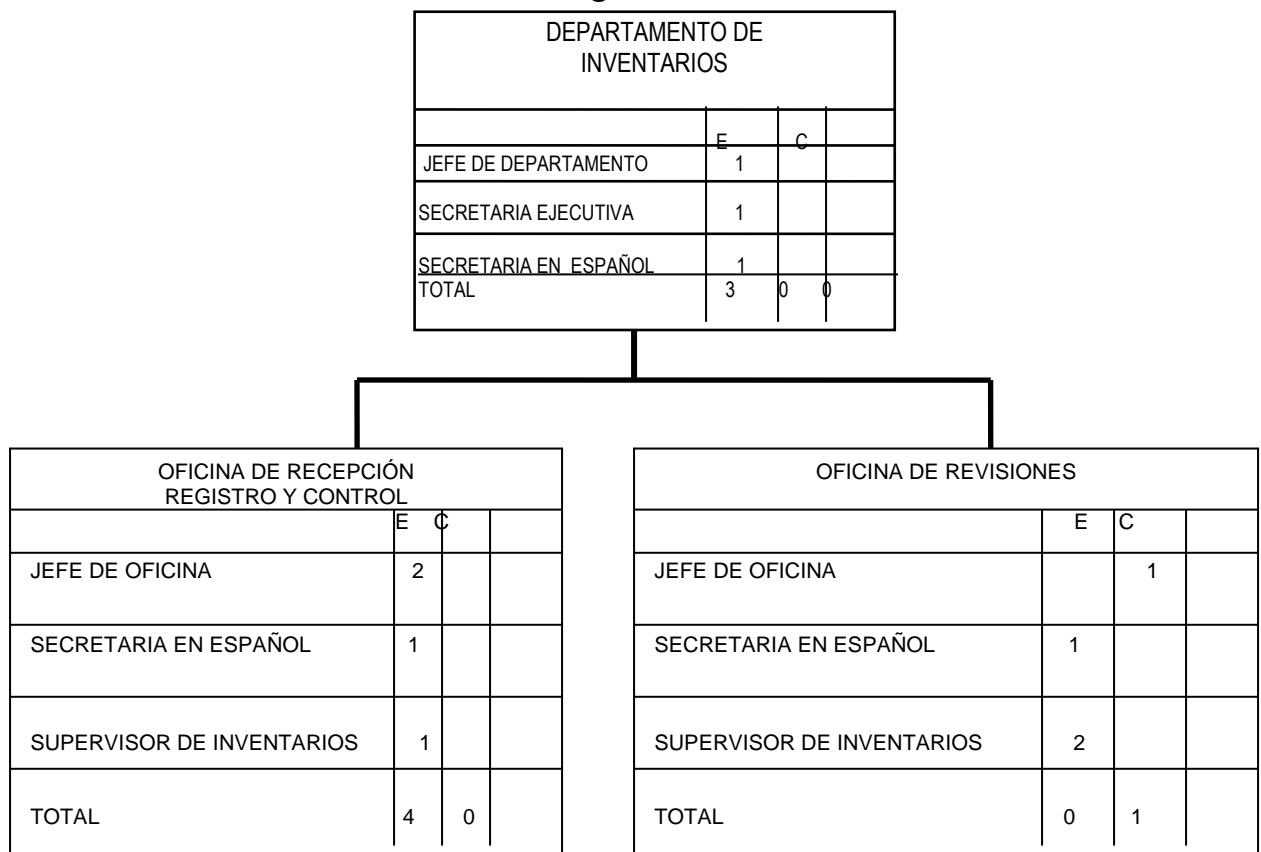 DEPARTAMENTO DE
INVENTARIOS
E C
JEFE DE DEPARTAMENTO 1
SECRETARIA EJECUTIVA 1
SECRETARIA EN ESPAÑOL 1
TOTAL 3 0 0
OFICINA DE RECEPCIÓN
REGISTRO Y CONTROL
E C
JEFE DE OFICINA 2
SECRETARIA EN ESPAÑOL 1
SUPERVISOR DE INVENTARIOS 1
TOTAL 4 0
OFICINA DE REVISIONES
E C
JEFE DE OFICINA 1
SECRETARIA EN ESPAÑOL 1
SUPERVISOR DE INVENTARIOS 2
TOTAL 0 1